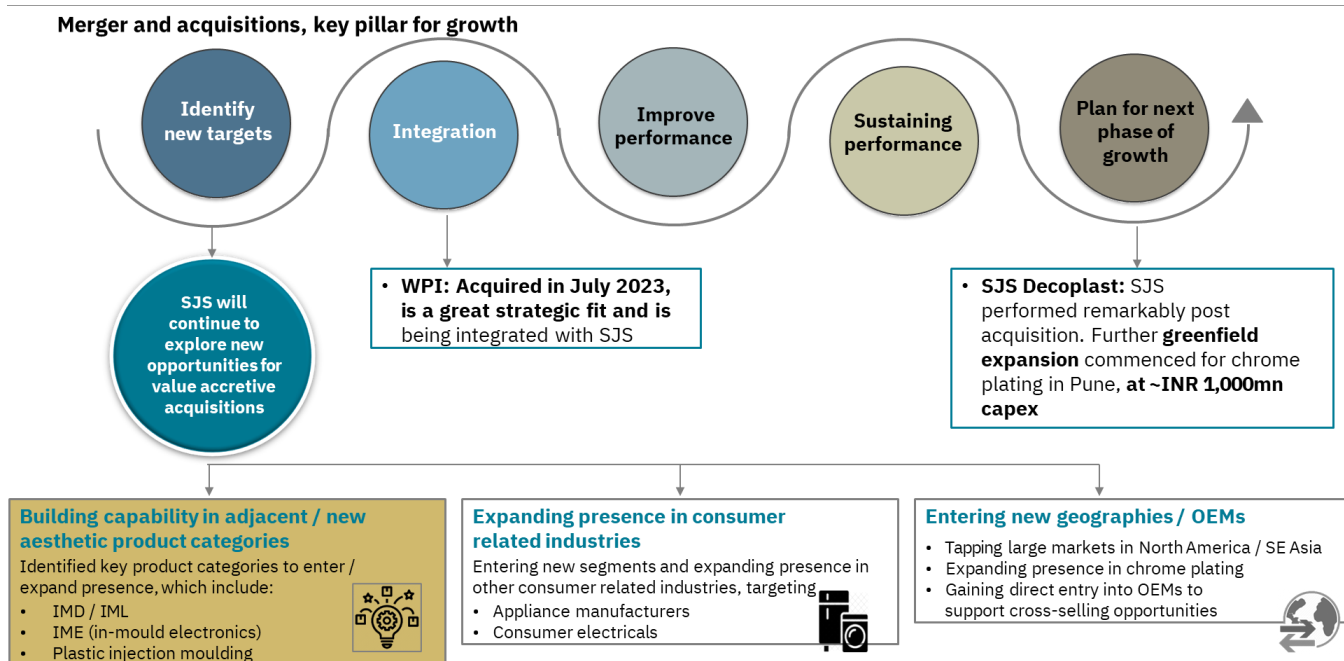 Merger and acquisitions, key pillar for growth
Identify
new targets
Integration
Improve
performance
Sustaining
performance
Plan for next
phase of
growth
SJS will
continue to
explore new
opportunities for
value accretive
acquisitions
• WPI: Acquired in July 2023,
is a great strategic fit and is
being integrated with SJS
• SJS Decoplast: SJS
performed remarkably post
acquisition. Further greenfield
expansion commenced for chrome
plating in Pune, at ~INR 1,000mn
capex
Building capability in adjacent / new
aesthetic product categories
Identified key product categories to enter /
expand presence, which include:
• IMD / IML
• IME (in-mould electronics)
• Plastic injection moulding
Expanding presence in consumer
related industries
Entering new segments and expanding presence in
other consumer related industries, targeting
• Appliance manufacturers
• Consumer electricals
Entering new geographies / OEMs
• Tapping large markets in North America / SE Asia
• Expanding presence in chrome plating
• Gaining direct entry into OEMs to
support cross-selling opportunities